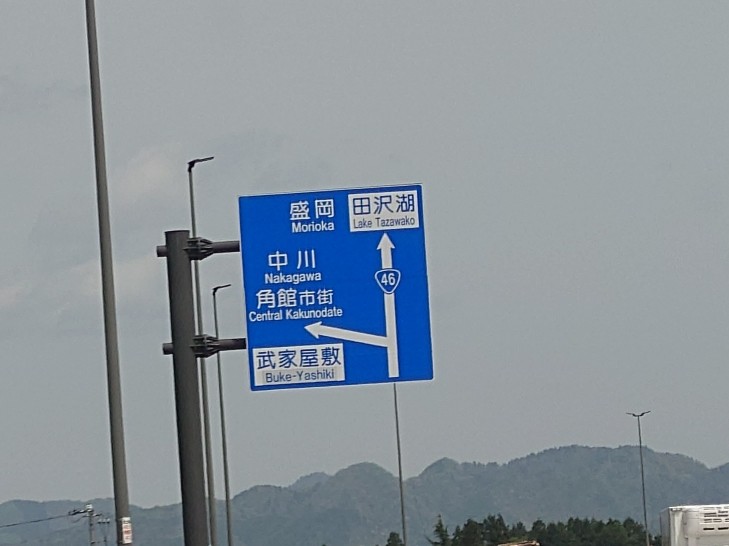 盛岡
Morioka
田沢湖
Lake Tazawako
中川
Nakagawa
46
角館市街
Central Kakunodate
武家屋敷
Buke-Yashiki